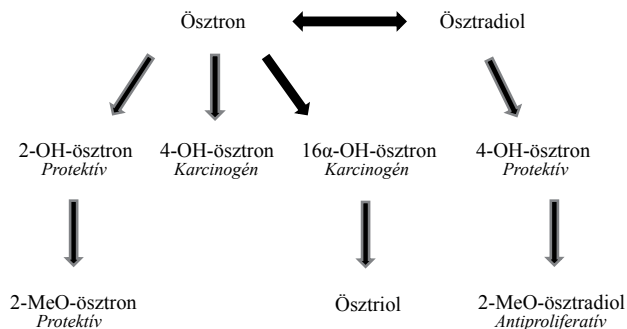 Ösztron
Ösztradiol
2-OH-ösztron
4-OH-ösztron
16α-OH-ösztron
4-OH-ösztron
Protektív
Karcinogén
Karcinogén
Protektív
2-MeO-ösztron
Ösztriol
2-MeO-ösztradiol
Protektív
Antiproliferatív